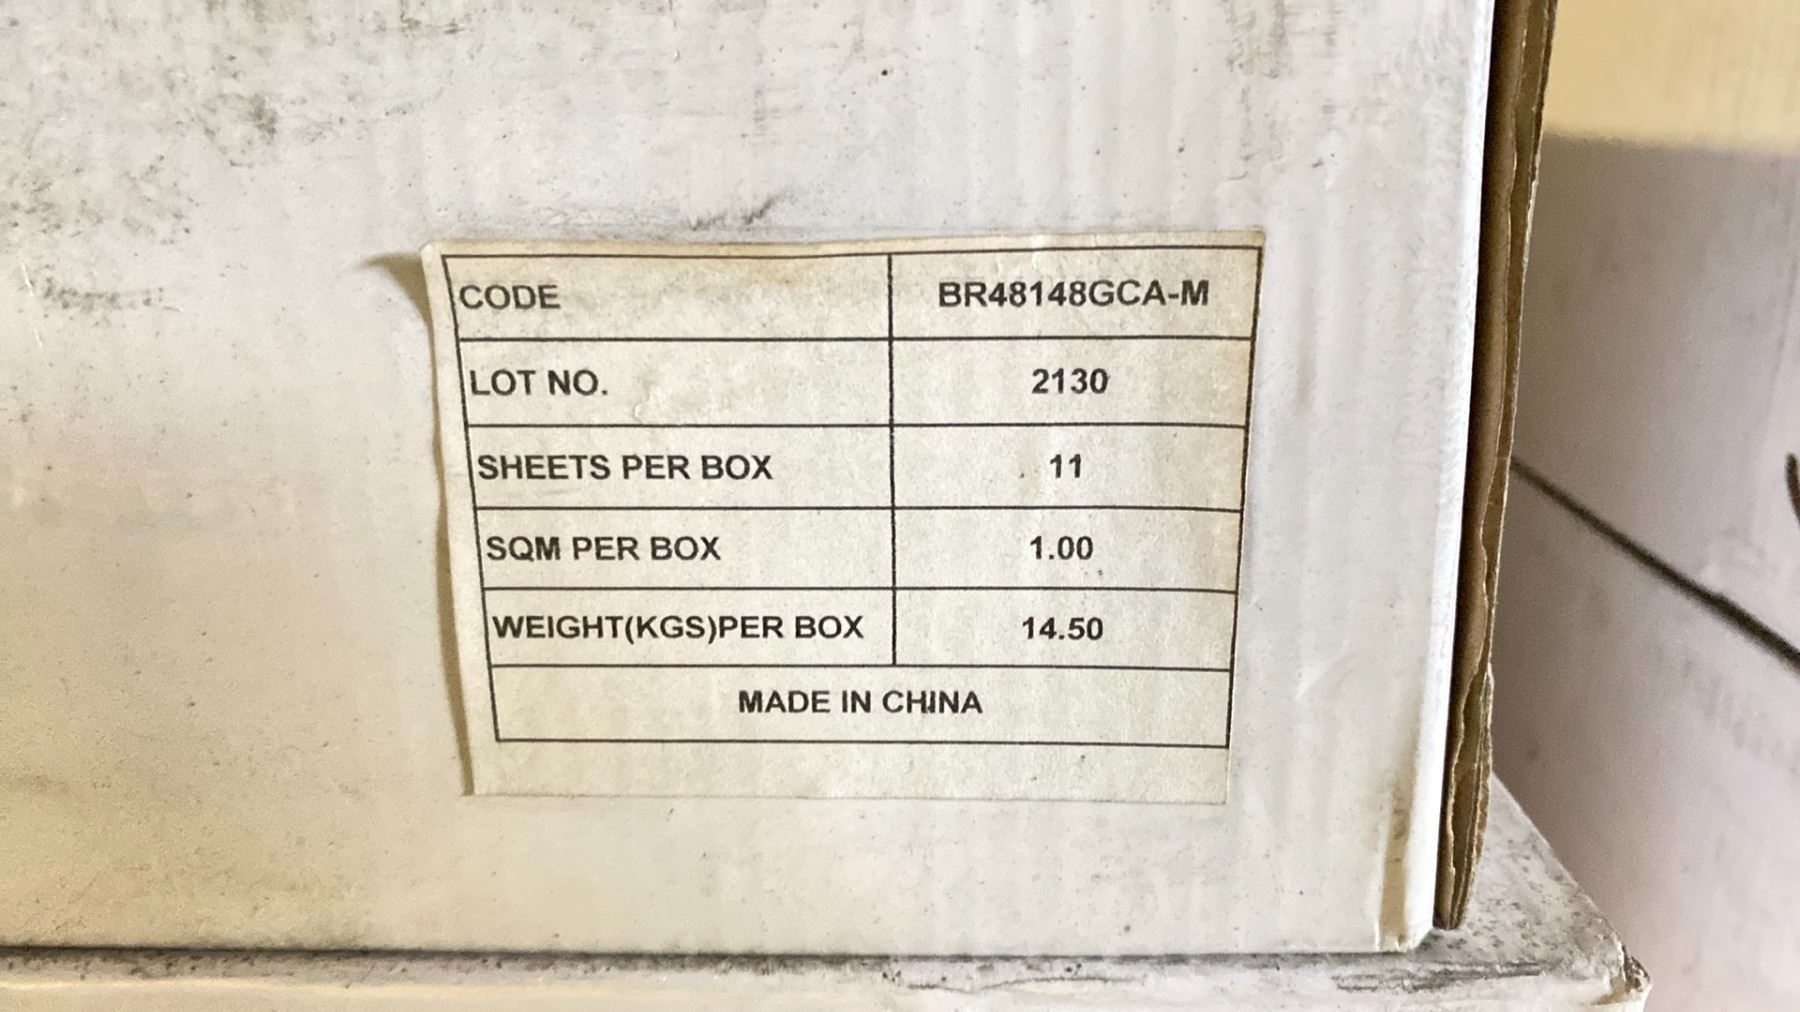 CODE BR48148GCA-M
LOT NO. 2130
SHEETS PER BOX 11
SQM PER BOX 1.00
WEIGHT(KGS)PER BOX 14.50
MADE IN CHINA